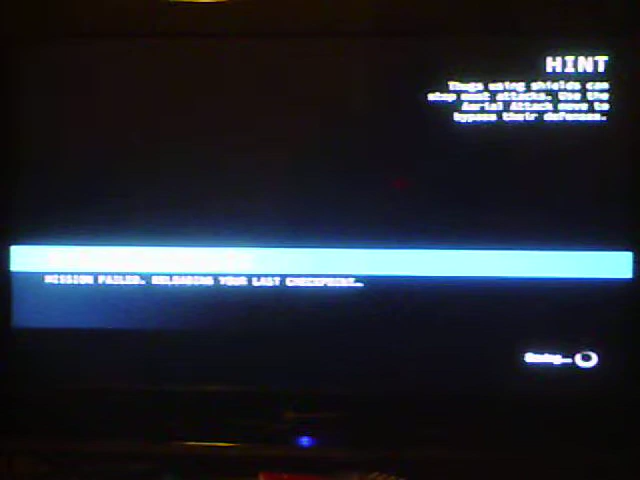 HINT
Thugs using shields can
stop most attacks. Use the
Aerial Attack move to
bypass their defenses.
MISSION FAILED. RELOADING YOUR LAST CHECKPOINT…
Saving…